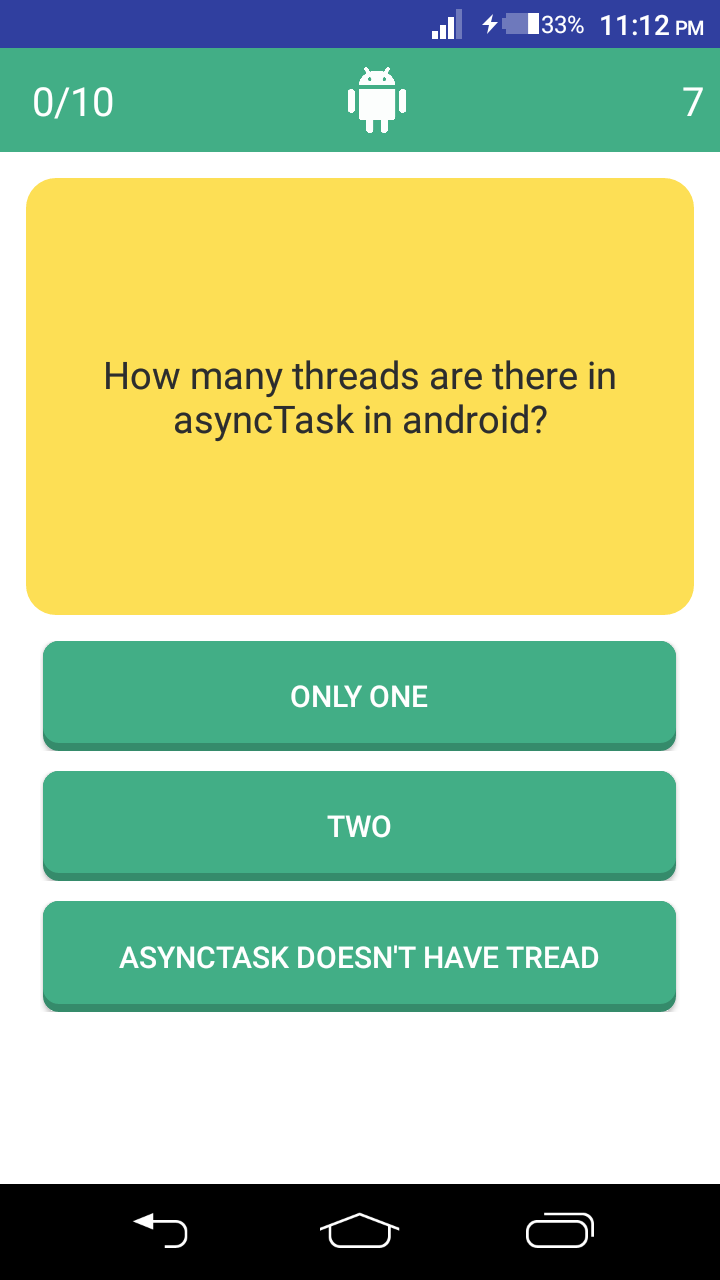 33% 11:12 PM
0/10 7
How many threads are there in
asyncTask in android?
ONLY ONE
TWO
ASYNCTASK DOESN'T HAVE TREAD